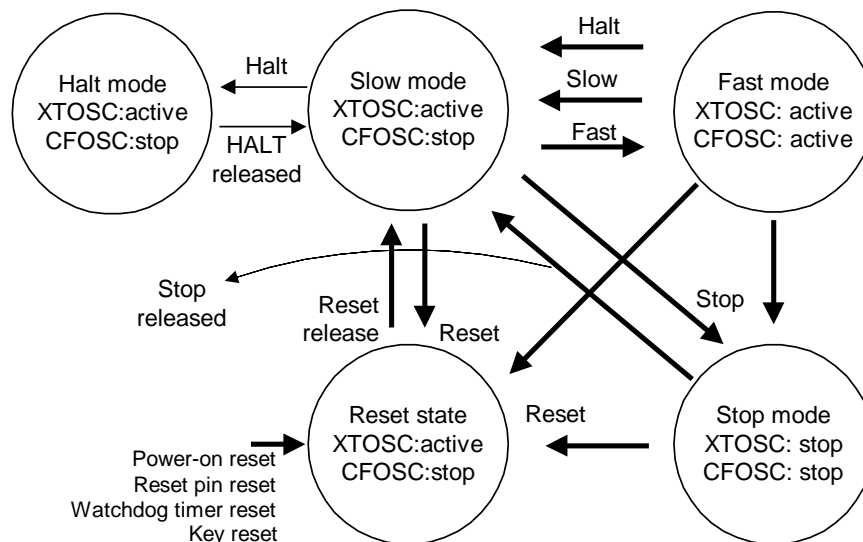 Halt mode
XTOSC:active
CFOSC:stop
Halt
HALT
released
Slow mode
XTOSC:active
CFOSC:stop
Halt
Slow
Fast
Fast mode
XTOSC: active
CFOSC: active
Stop
released
Reset
release
Reset
Stop
Reset state
XTOSC:active
CFOSC:stop
Reset
Stop mode
XTOSC: stop
CFOSC: stop
Power-on reset
Reset pin reset
Watchdog timer reset
Key reset